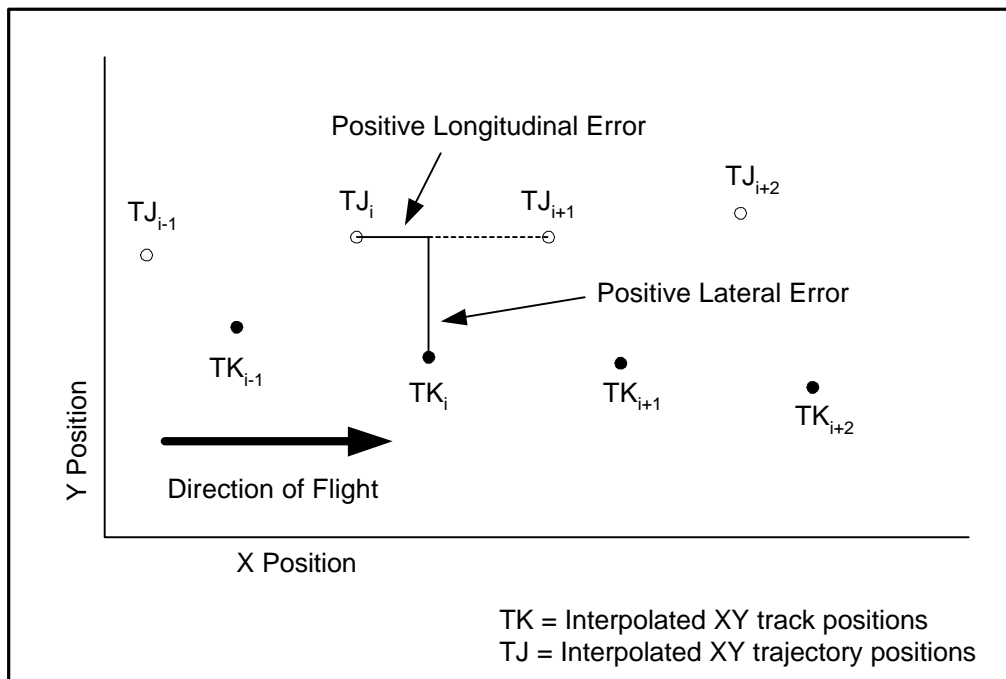 Positive Longitudinal Error
TJi-1
TJi
TJi+1
TJi+2
Positive Lateral Error
TKi-1
TKi
TKi+1
TKi+2
Y Position
Direction of Flight
X Position
TK = Interpolated XY track positions
TJ = Interpolated XY trajectory positions